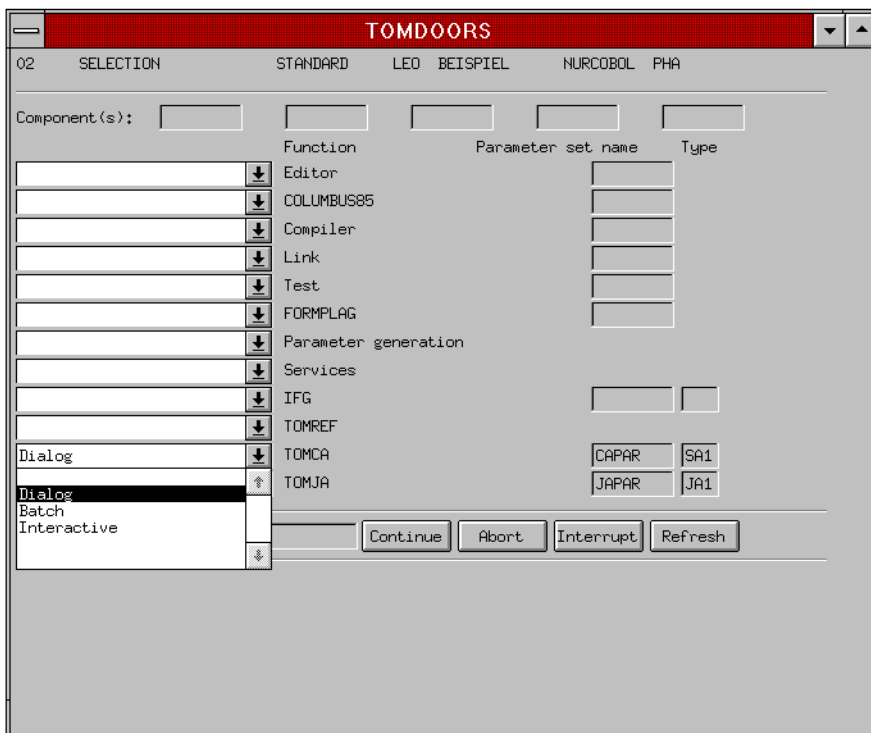 TOMDOORS
02 SELECTION STANDARD LEO BEISPIEL NURCOBOL PHA
Component(s):
Function Parameter set name Type
Editor
COLUMBUS85
Compiler
Link
Test
FORMPLAG
Parameter generation
Services
IFG
TOMREF
Dialog TOMCA CAPAR SA1
TOMJA JAPAR JA1
Dialog
Batch
Interactive
Continue Abort Interrupt Refresh